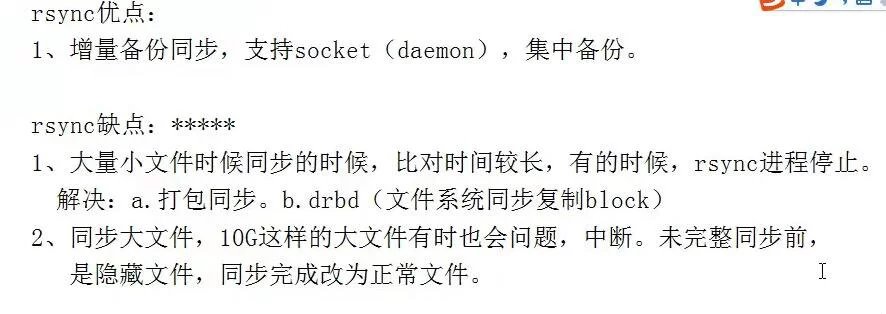 rsync优点：
1、增量备份同步，支持socket（daemon），集中备份。
rsync缺点：*****
1、大量小文件时候同步的时候，比对时间较长，有的时候，rsync进程停止。
解决：a.打包同步。b.drbd（文件系统同步复制block）
2、同步大文件，10G这样的大文件有时也会问题，中断。未完整同步前，
是隐藏文件，同步完成改为正常文件。